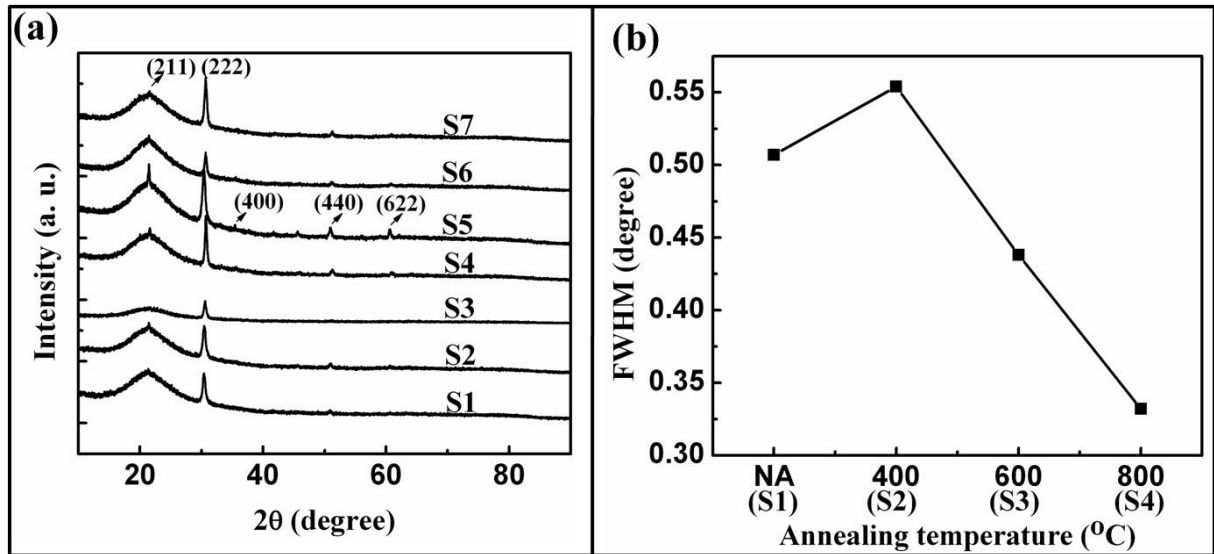 (a)
(211) (222)
S7
S6
(400) (440) (622)
S5
S4
S3
S2
S1
Intensity (a. u.)
20 40 60 80
2θ (degree)
(b)
0.55
0.50
0.45
0.40
0.35
0.30
FWHM (degree)
NA 400 600 800
(S1) (S2) (S3) (S4)
Annealing temperature (⁰C)